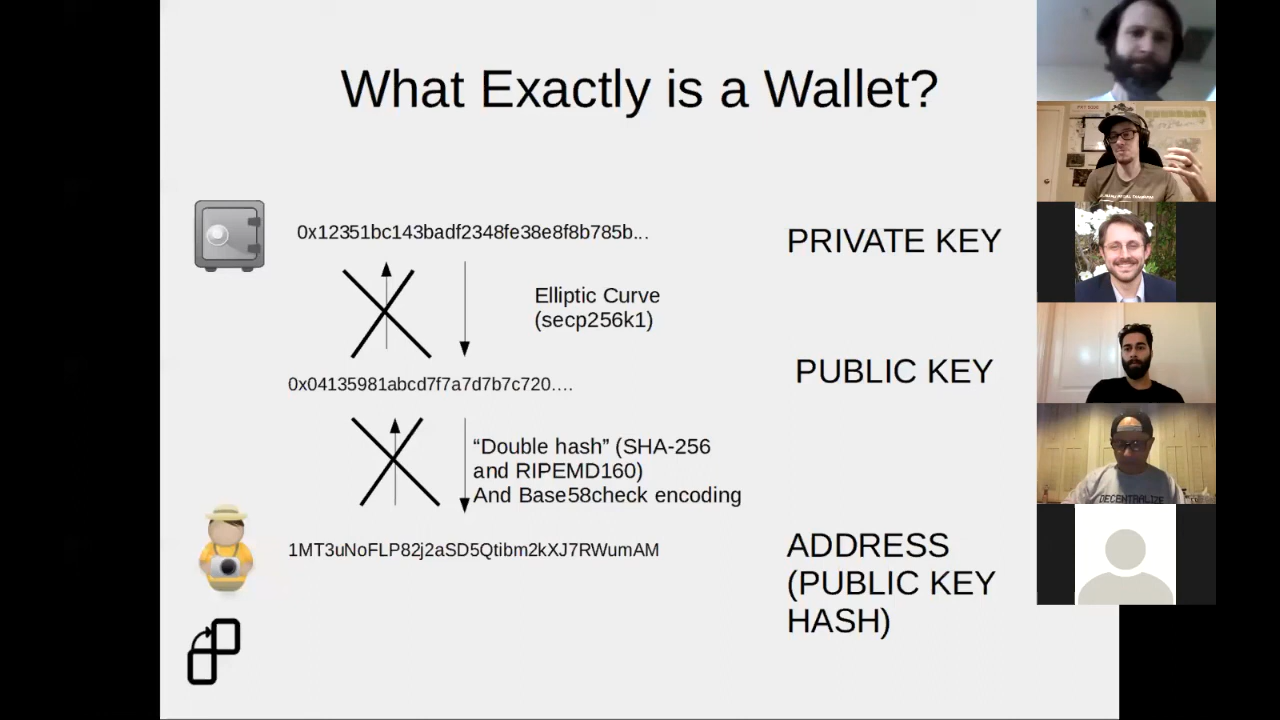 What Exactly is a Wallet?
0x12351bc143badf2348fe38e8f8b785b...
PRIVATE KEY
Elliptic Curve
(secp256k1)
0x04135981abcd7f7a7d7b7c720....
PUBLIC KEY
“Double hash” (SHA-256
and RIPEMD160)
And Base58check encoding
1MT3uNoFLP82j2aSD5Qtibm2kXJ7RWumAM
ADDRESS
(PUBLIC KEY
HASH)
DECENTRALIZE